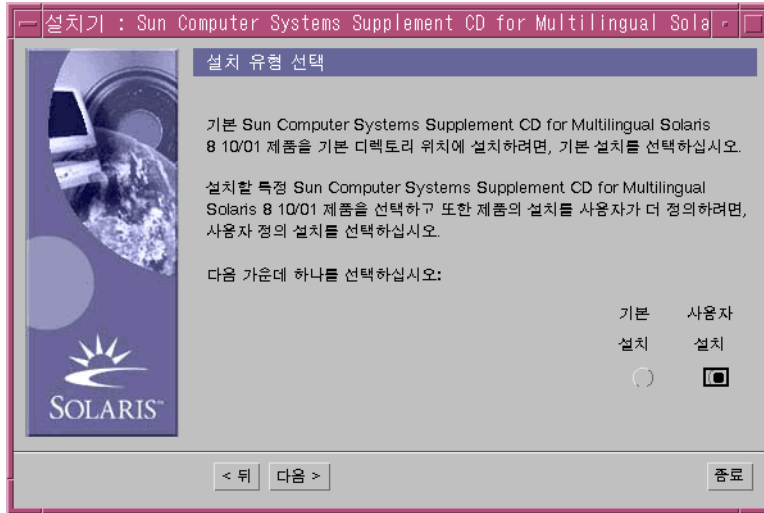 설치기 : Sun Computer Systems Supplement CD for Multilingual Sola
설치 유형 선택
기본 Sun Computer Systems Supplement CD for Multilingual Solaris
8 10/01 제품을 기본 디렉토리 위치에 설치하려면, 기본 설치를 선택하십시오.
설치할 특정 Sun Computer Systems Supplement CD for Multilingual
Solaris 8 10/01 제품을 선택하고 또한 제품의 설치를 사용자가 더 정의하려면,
사용자 정의 설치를 선택하십시오.
다음 가운데 하나를 선택하십시오:
기본 사용자
설치 설치
SOLARIS™
< 뒤 다음 > 종료